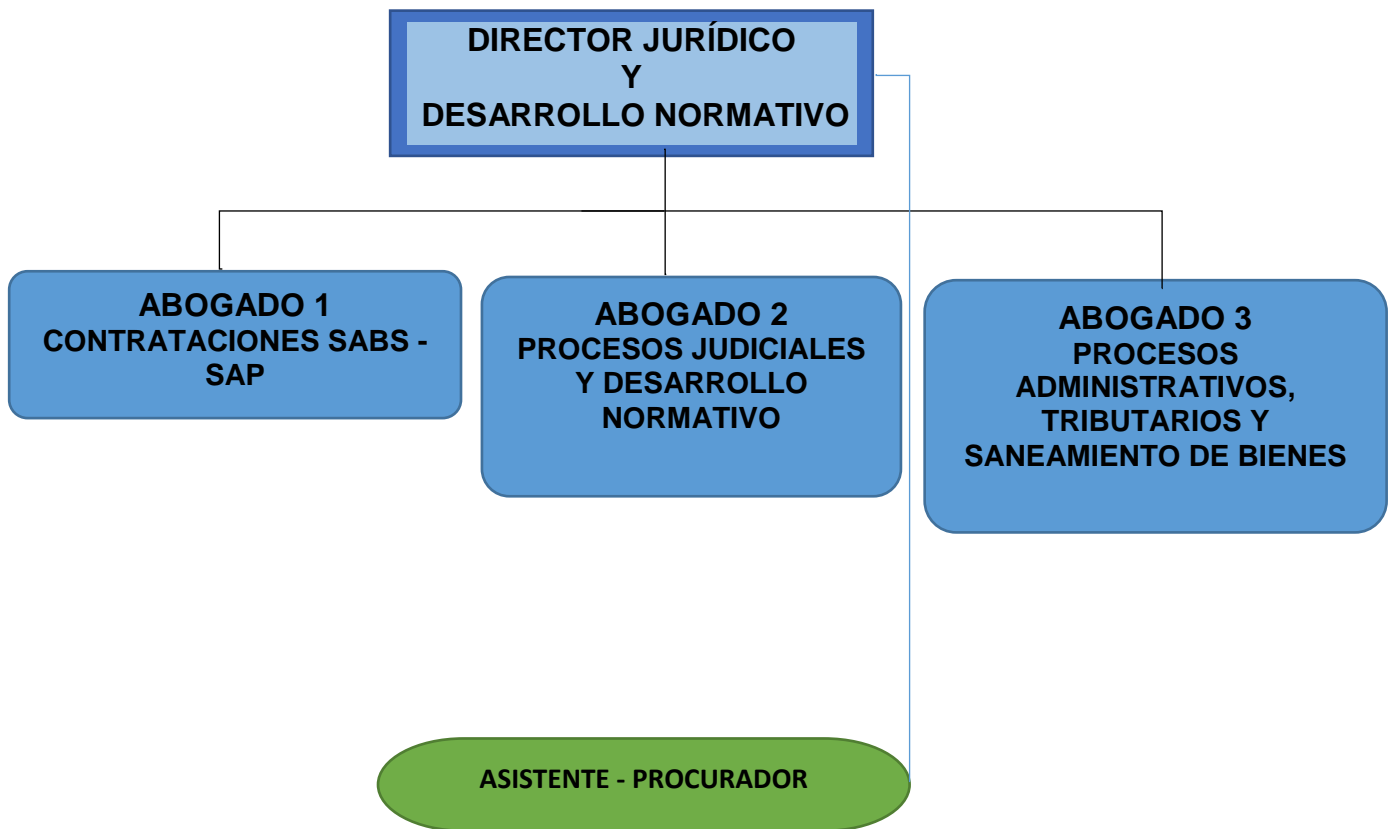 DIRECTOR JURÍDICO
Y
DESARROLLO NORMATIVO
ABOGADO 1
CONTRATACIONES SABS -
SAP
ABOGADO 2
PROCESOS JUDICIALES
Y DESARROLLO
NORMATIVO
ABOGADO 3
PROCESOS
ADMINISTRATIVOS,
TRIBUTARIOS Y
SANEAMIENTO DE BIENES
ASISTENTE - PROCURADOR